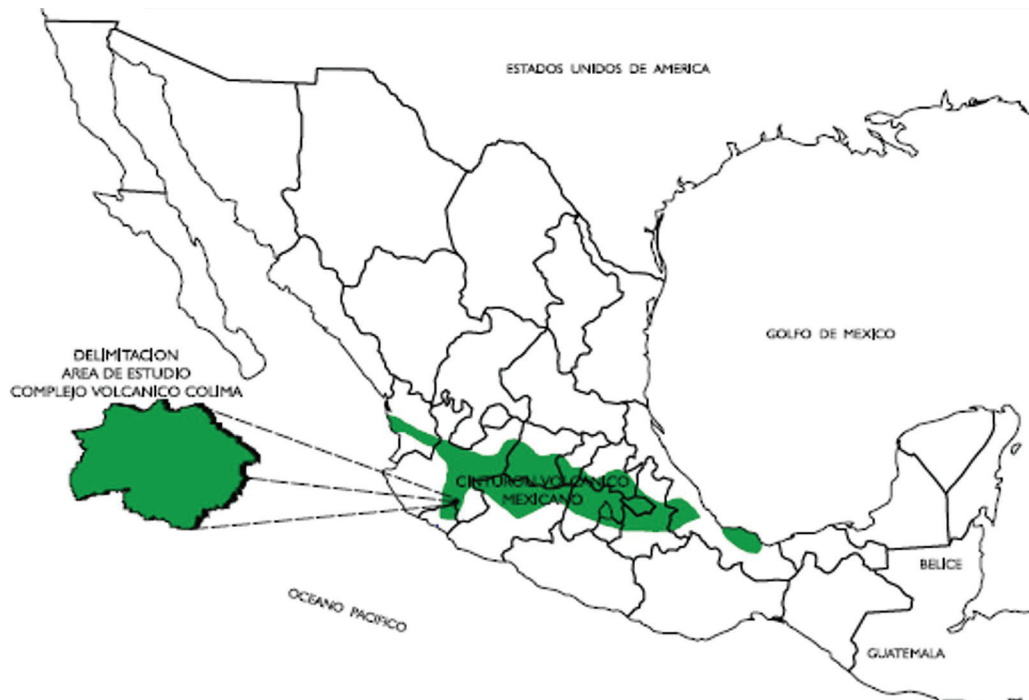 ESTADOS UNIDOS DE AMERICA
GOLFO DE MEXICO
DELIMITACION
AREA DE ESTUDIO
COMPLEJO VOLCANICO COLIMA
CINTURON VOLCANICO
MEXICANO
BELICE
OCEANO PACIFICO
GUATEMALA